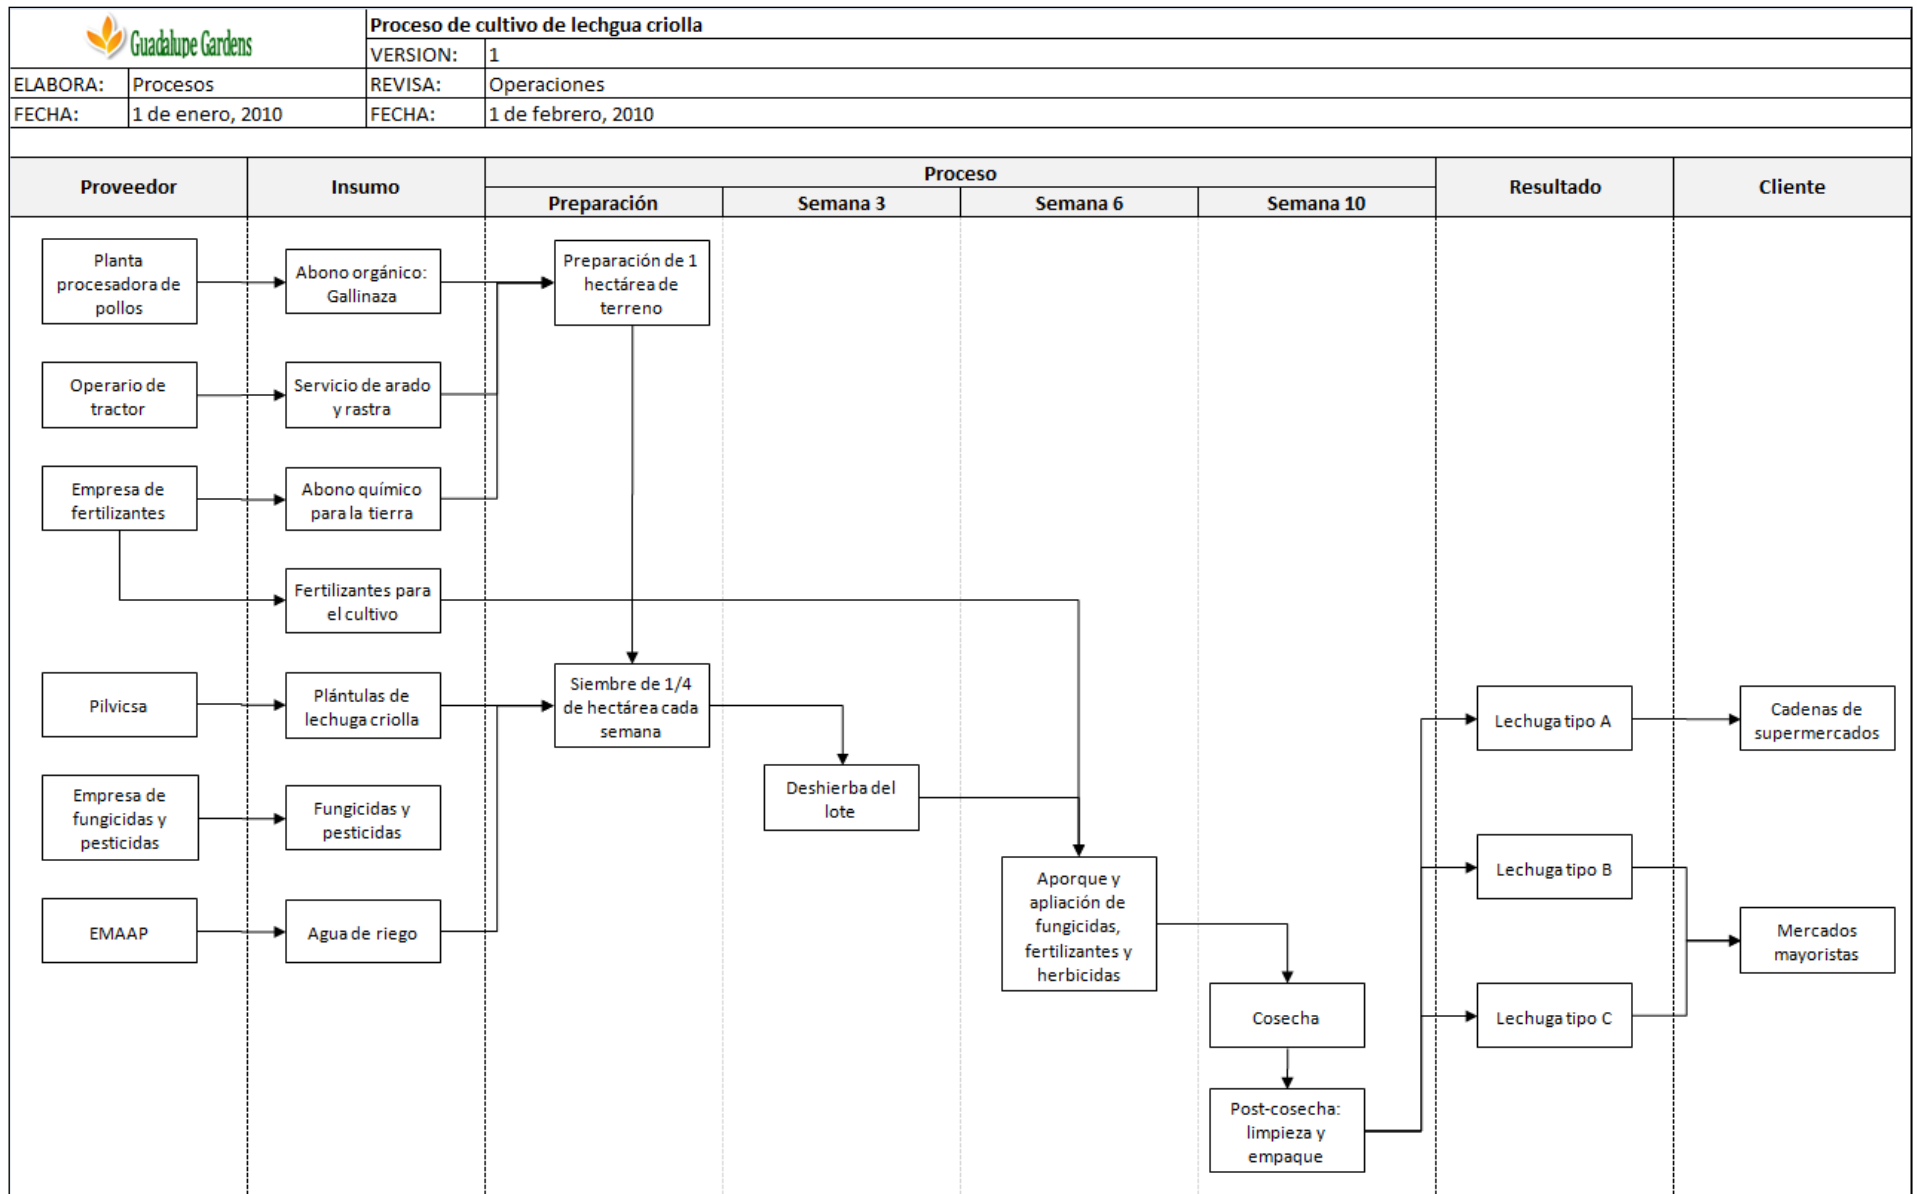 Guadalupe Gardens
Proceso de cultivo de lechgua criolla
VERSION: 1
ELABORA: Procesos REVISA: Operaciones
FECHA: 1 de enero, 2010 FECHA: 1 de febrero, 2010
Proveedor Insumo Proceso Resultado Cliente
Preparación Semana 3 Semana 6 Semana 10
Planta
procesadora de
pollos
Abono orgánico:
Gallinaza
Preparación de 1
hectárea de
terreno
Operario de
tractor
Servicio de arado
y rastra
Empresa de
fertilizantes
Abono químico
para la tierra
Fertilizantes para
el cultivo
Pilvicsa
Plántulas de
lechuga criolla
Siembre de 1/4
de hectárea cada
semana
Deshierba del
lote
Lechuga tipo A
Cadenas de
supermercados
Empresa de
fungicidas y
pesticidas
Fungicidas y
pesticidas
Aporque y
apliación de
fungicidas,
fertilizantes y
herbicidas
Lechuga tipo B
EMAAP
Agua de riego
Mercados
mayoristas
Cosecha
Lechuga tipo C
Post-cosecha:
limpieza y
empaque